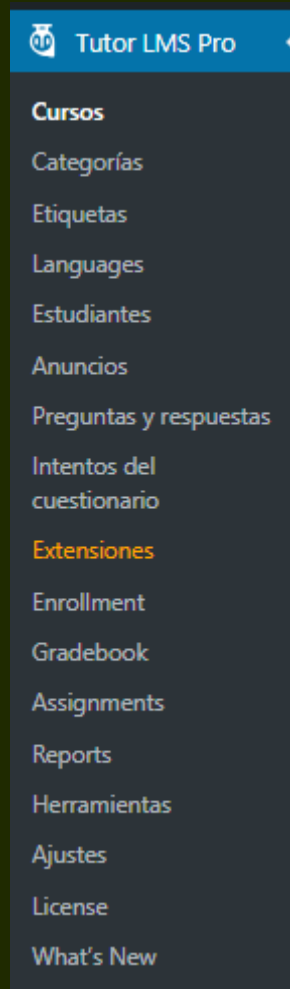 Tutor LMS Pro
Cursos
Categorías
Etiquetas
Languages
Estudiantes
Anuncios
Preguntas y respuestas
Intentos del
cuestionario
Extensiones
Enrollment
Gradebook
Assignments
Reports
Herramientas
Ajustes
License
What's New